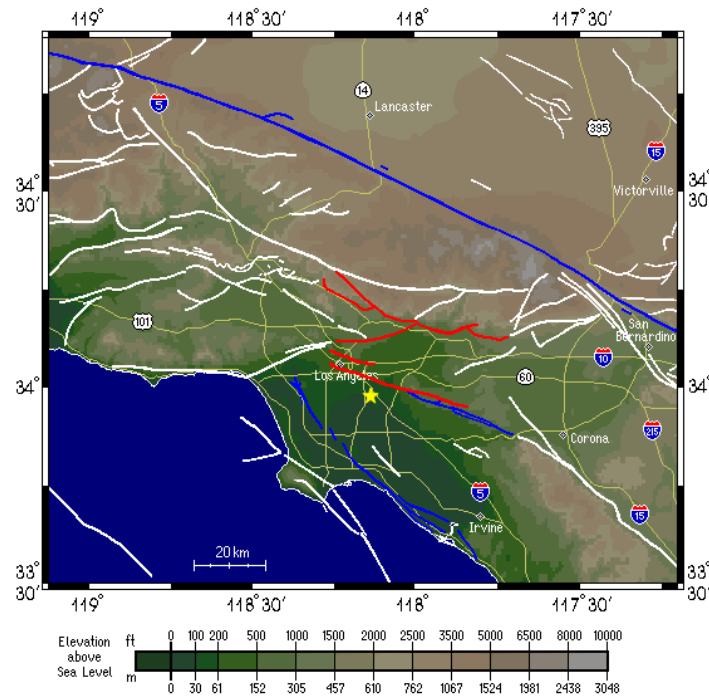 119° 118°30' 118° 117°30'
14
5
Lancaster
395
15
34°
30'
34°
30'
Victorville
101
San
Bernardino
10
Los Angeles
60
34°
34°
215
Corona
5
15
Irvine
20 km
33°
30'
33°
30'
119° 118°30' 118° 117°30'
Elevation
above
Sea Level
ft 0 100 200 500 1000 1500 2000 2500 3500 5000 6500 8000 10000
m 0 30 61 152 305 457 610 762 1067 1524 1981 2438 3048